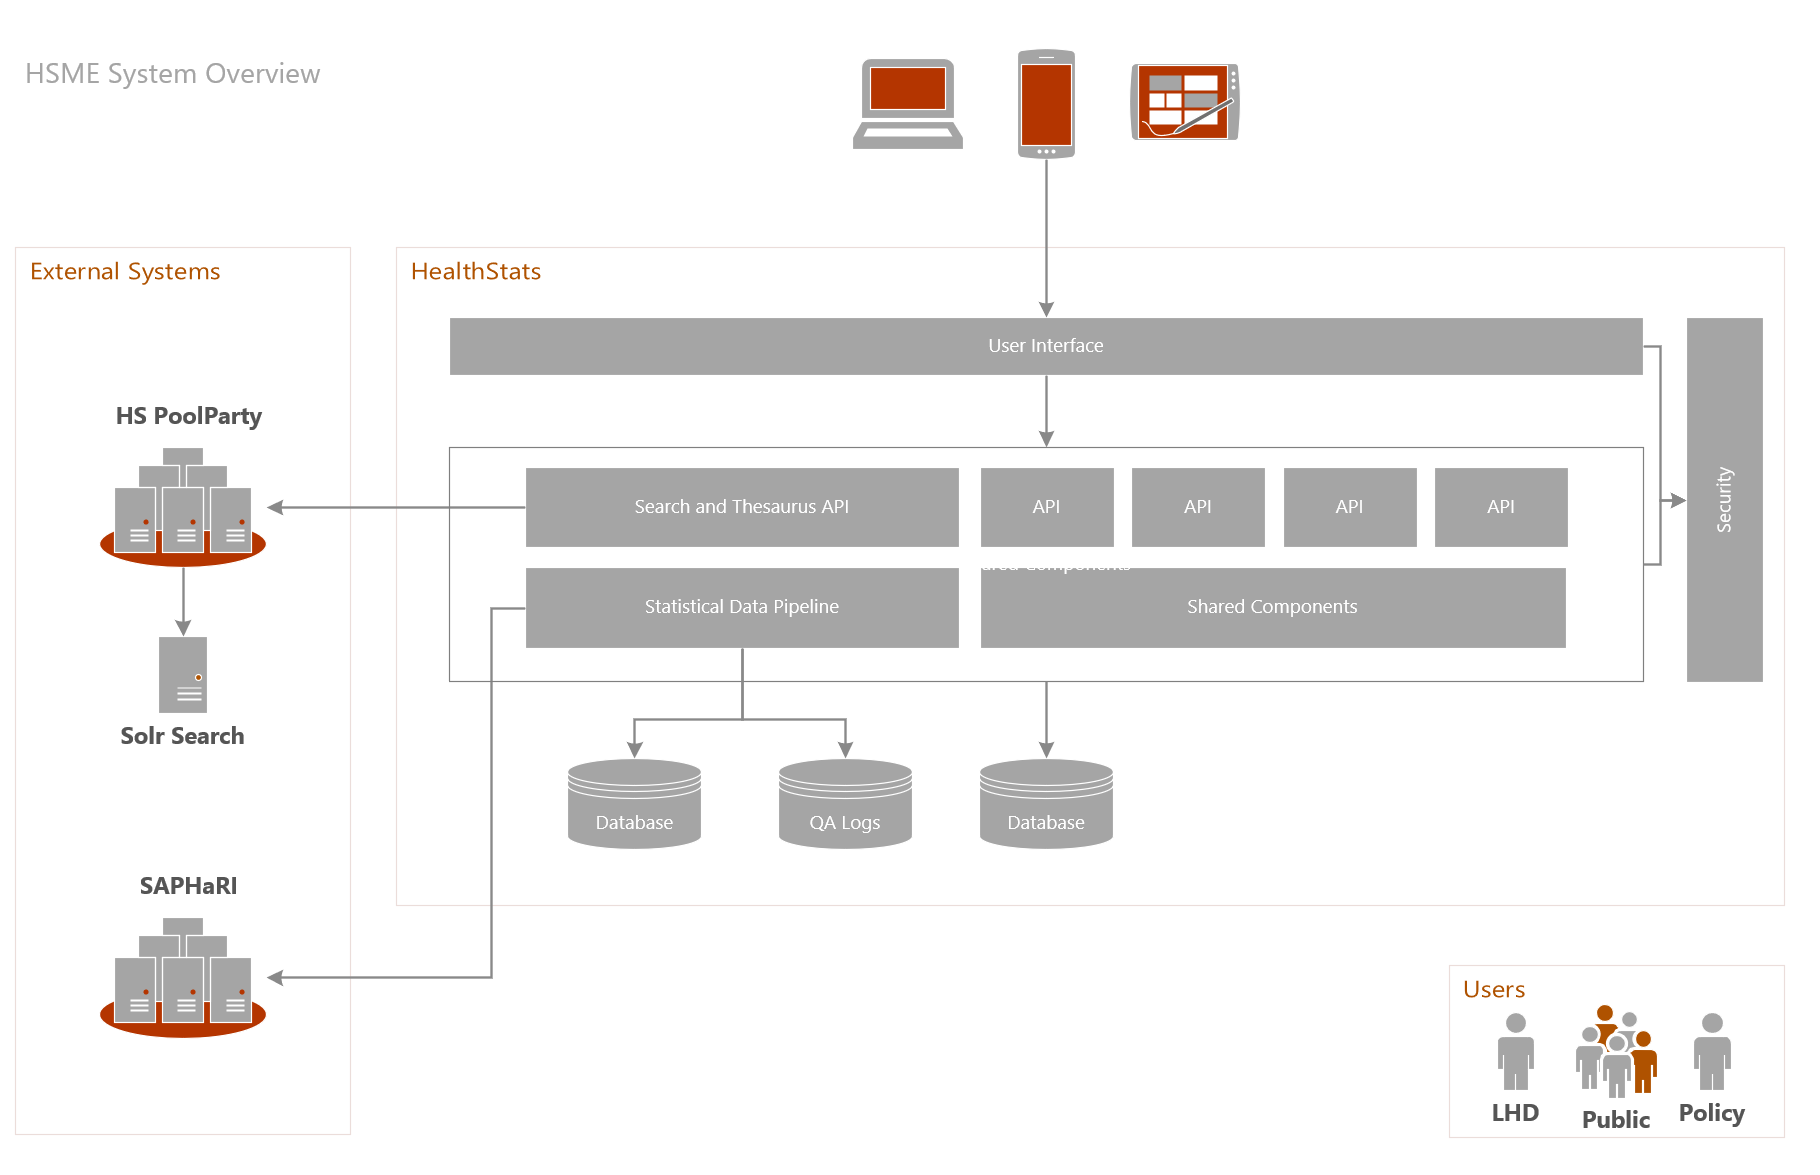 HSME System Overview
External Systems
HealthStats
User Interface
HS PoolParty
Search and Thesaurus API
API
API
API
API
Security
Components
Statistical Data Pipeline
Shared Components
Solr Search
Database
QA Logs
Database
SAPHaRI
Users
LHD
Public
Policy